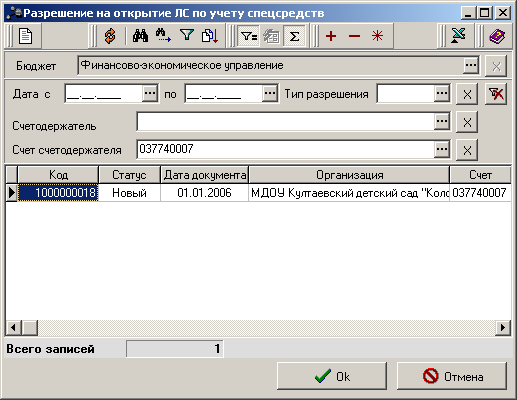 Разрешение на открытие ЛС по учету спецсредств
Бюджет Финансово-экономическое управление ... X
Дата с __.__.____ ... по __.__.____ ... Тип разрешения ... X
Счетодержатель ... X
Счет счетодержателя 037740007 ...
Код Статус Дата документа Организация Счет
1000000018 Новый 01.01.2006 МДОУ Култаевский детский сад "Коло 037740007
Всего записей 1
Ok Отмена